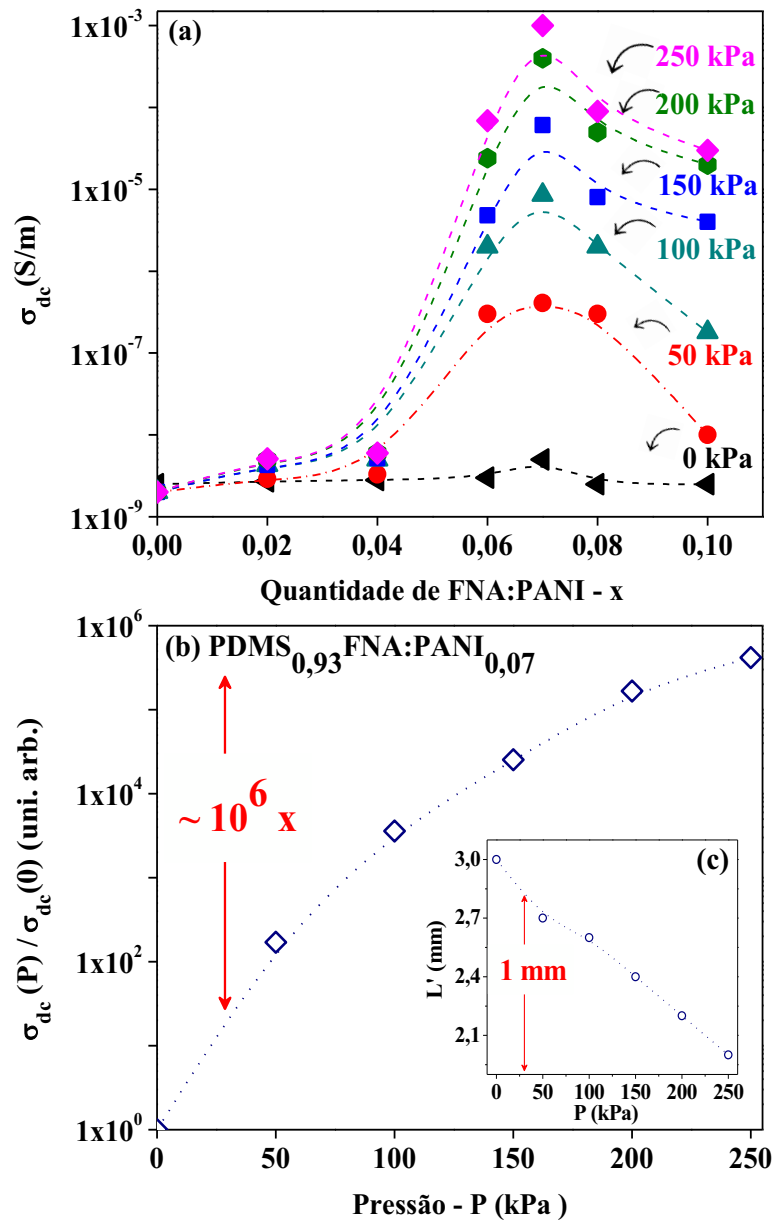 (a)
1x10⁻³
1x10⁻⁵
1x10⁻⁷
1x10⁻⁹
σdc(S/m)
250 kPa
200 kPa
150 kPa
100 kPa
50 kPa
0 kPa
0,00 0,02 0,04 0,06 0,08 0,10
Quantidade de FNA:PANI - x
(b) PDMS0,93FNA:PANI0,07
1x10⁶
1x10⁴
1x10²
1x10⁰
σdc(P) / σdc(0) (uni. arb.)
~ 10⁶ x
(c)
3,0
2,7
2,4
2,1
L' (mm)
1 mm
0 50 100 150 200 250
P (kPa)
0 50 100 150 200 250
Pressão - P (kPa )